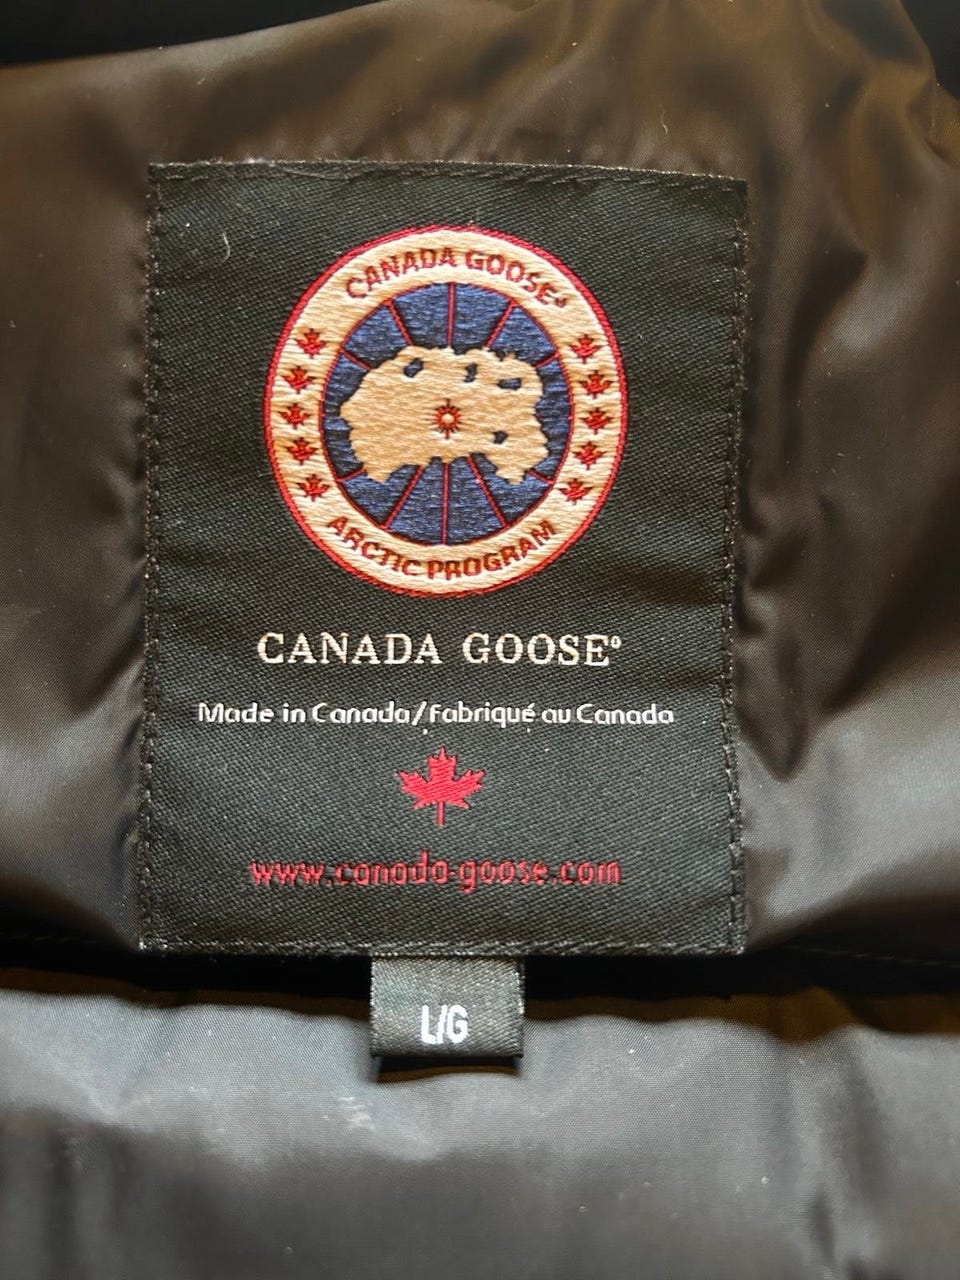 CANADA GOOSE®
ARCTIC PROGRAM
CANADA GOOSE®
Made in Canada/Fabriqué au Canada
www.canada-goose.com
L/G